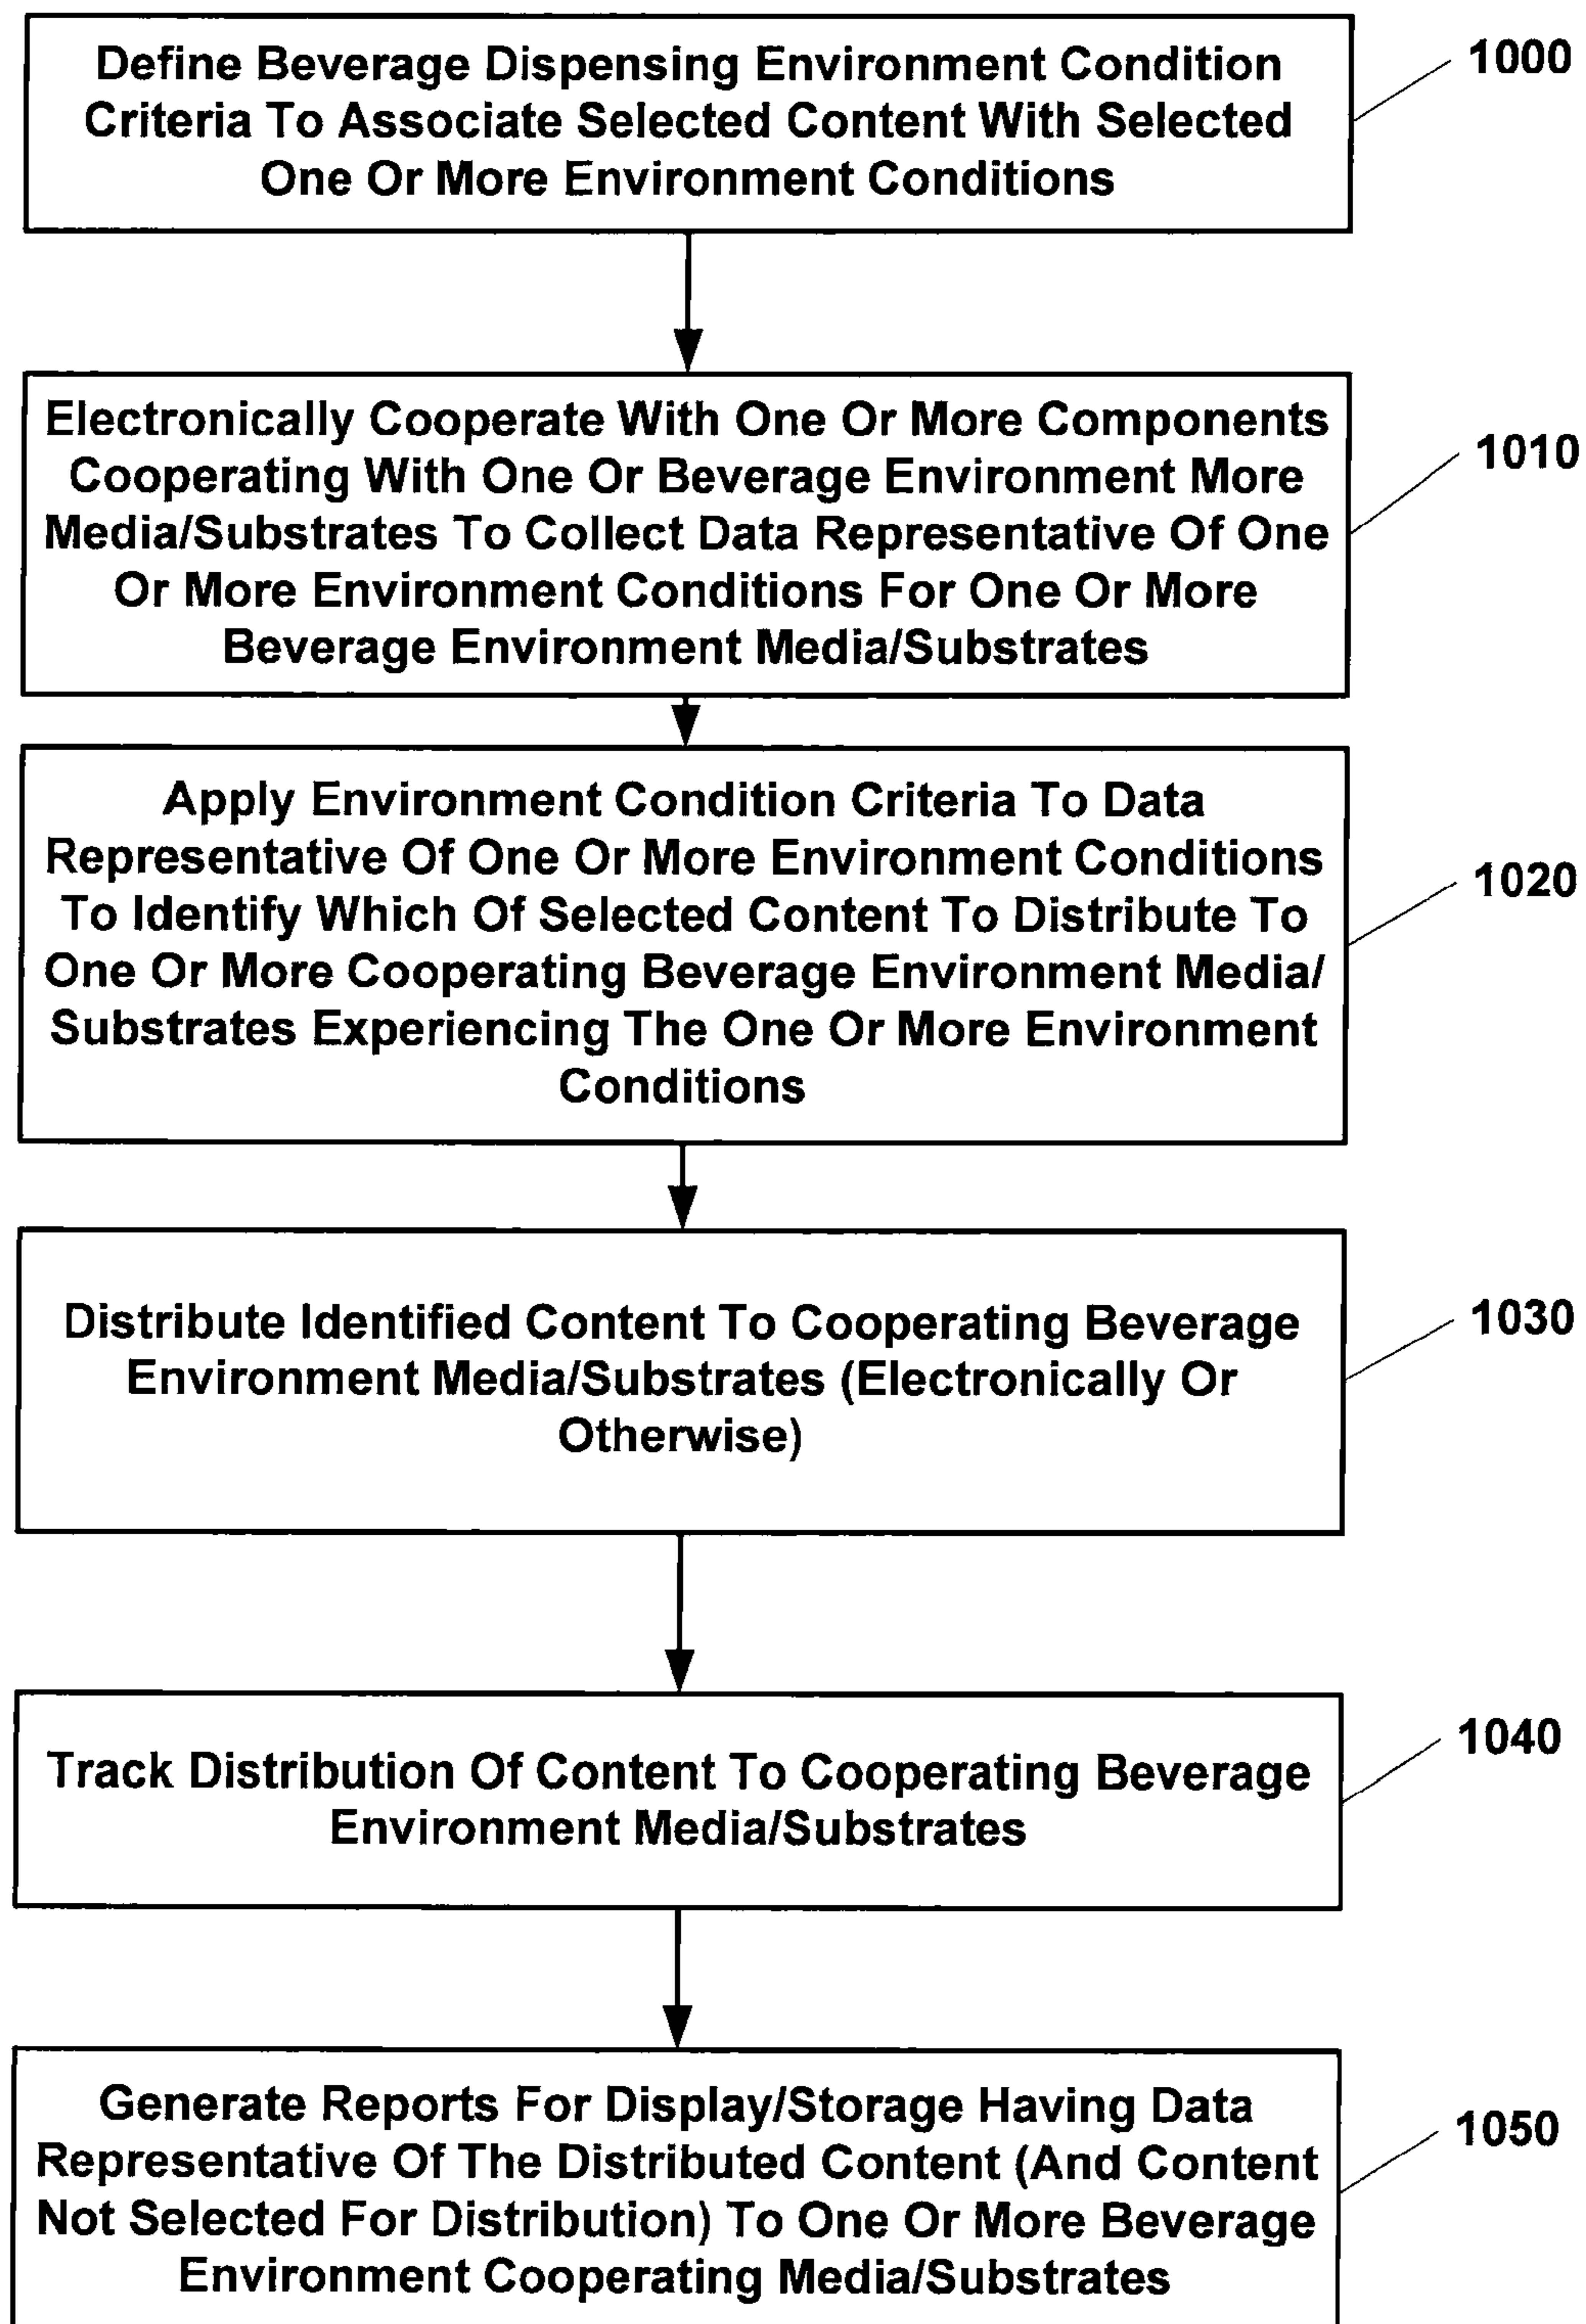 Define Beverage Dispensing Environment Condition
Criteria To Associate Selected Content With Selected
One Or More Environment Conditions
1000
Electronically Cooperate With One Or More Components
Cooperating With One Or Beverage Environment More
Media/Substrates To Collect Data Representative Of One
Or More Environment Conditions For One Or More
Beverage Environment Media/Substrates
1010
Apply Environment Condition Criteria To Data
Representative Of One Or More Environment Conditions
To Identify Which Of Selected Content To Distribute To
One Or More Cooperating Beverage Environment Media/
Substrates Experiencing The One Or More Environment
Conditions
1020
Distribute Identified Content To Cooperating Beverage
Environment Media/Substrates (Electronically Or
Otherwise)
1030
Track Distribution Of Content To Cooperating Beverage
Environment Media/Substrates
1040
Generate Reports For Display/Storage Having Data
Representative Of The Distributed Content (And Content
Not Selected For Distribution) To One Or More Beverage
Environment Cooperating Media/Substrates
1050